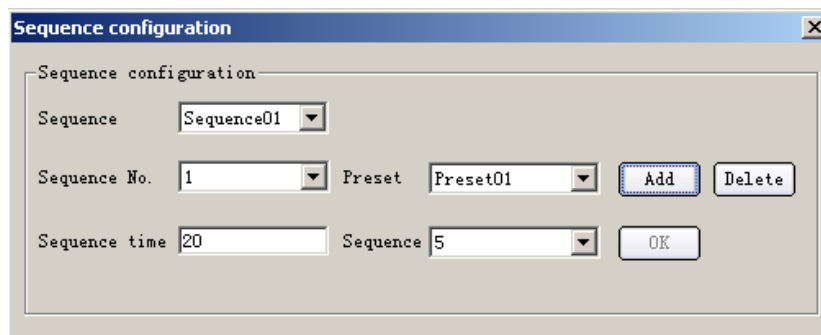 Sequence configuration
Sequence configuration
Sequence Sequence01
Sequence No. 1 Preset Preset01 Add Delete
Sequence time 20 Sequence 5 OK